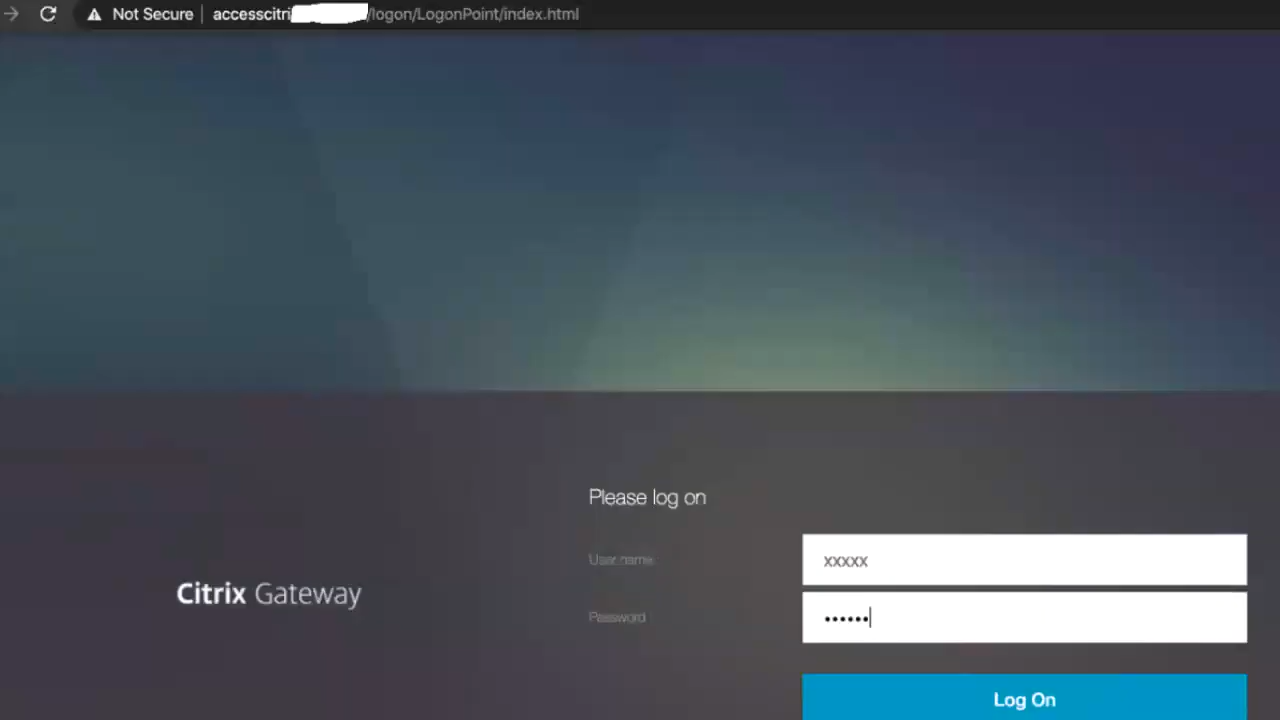 Not Secure accesscitri /logon/LogonPoint/index.html
Please log on
User name xxxxx
Citrix Gateway
Password ••••••
Log On